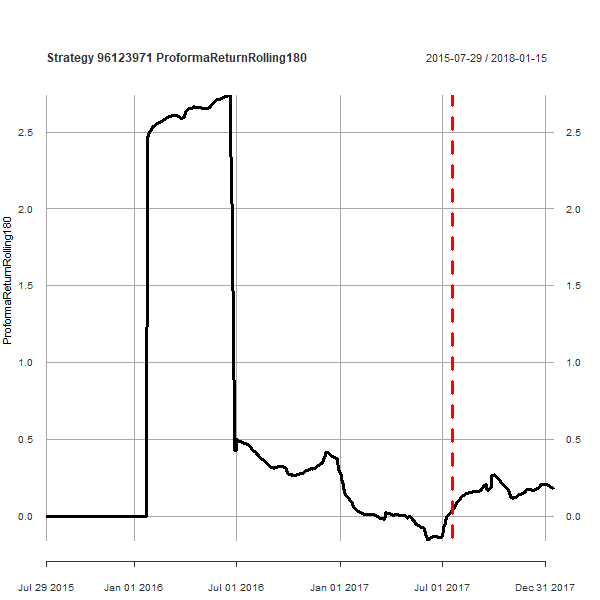 Strategy 96123971 ProformaReturnRolling180
2015-07-29 / 2018-01-15
ProformaReturnRolling180
2.5 2.5
2.0 2.0
1.5 1.5
1.0 1.0
0.5 0.5
0.0 0.0
Jul 29 2015 Jan 01 2016 Jul 01 2016 Jan 01 2017 Jul 01 2017 Dec 31 2017